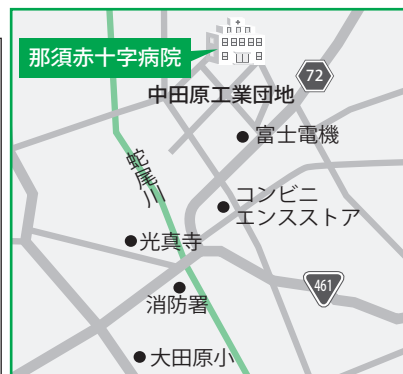 那須赤十字病院
72
中田原工業団地
富士電機
蛇尾川
コンビニ
エンスストア
光真寺
461
消防署
大田原小